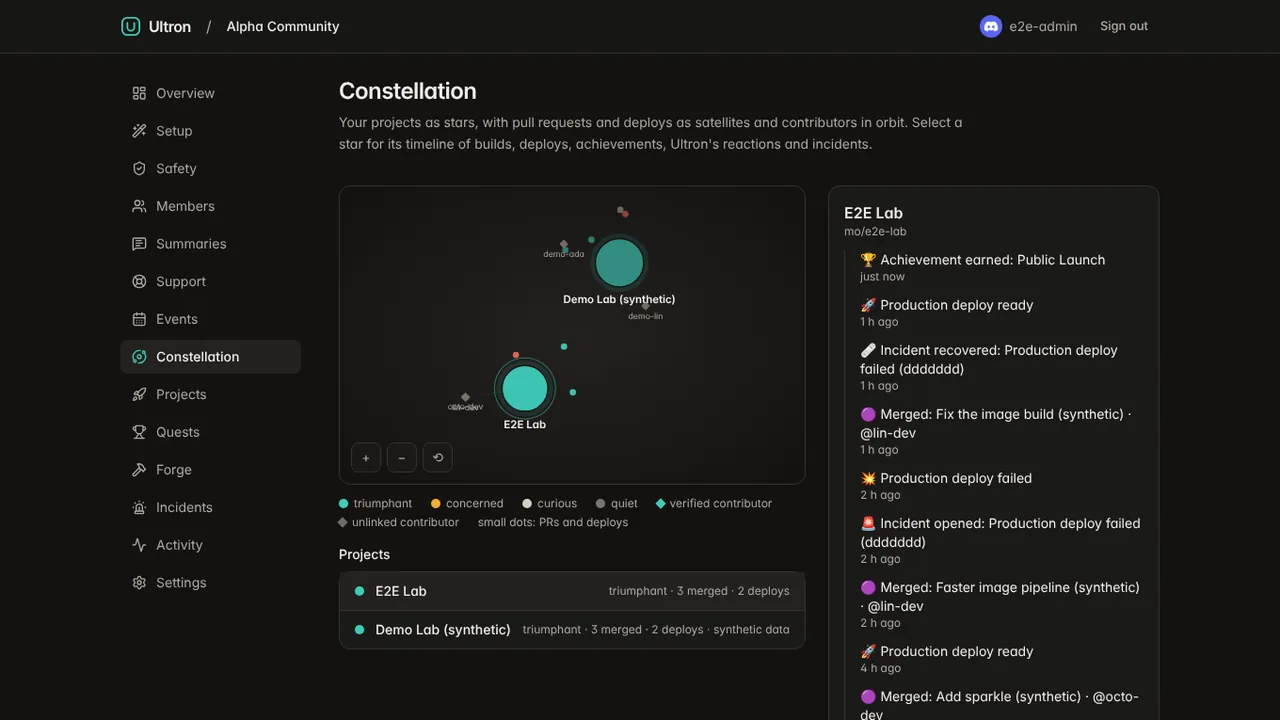 Ultron / Alpha Community
e2e-admin
Sign out
Overview
Setup
Safety
Members
Summaries
Support
Events
Constellation
Projects
Quests
Forge
Incidents
Activity
Settings
Constellation
Your projects as stars, with pull requests and deploys as satellites and contributors in orbit. Select a
star for its timeline of builds, deploys, achievements, Ultron's reactions and incidents.
demo-ada
Demo Lab (synthetic)
demo-lin
E2E Lab
+ −
triumphant concerned curious quiet verified contributor
unlinked contributor small dots: PRs and deploys
Projects
E2E Lab triumphant · 3 merged · 2 deploys
Demo Lab (synthetic) triumphant · 3 merged · 2 deploys · synthetic data
E2E Lab
mo/e2e-lab
🏆 Achievement earned: Public Launch
just now
🚀 Production deploy ready
1 h ago
🩹 Incident recovered: Production deploy
failed (ddddddd)
1 h ago
🟣 Merged: Fix the image build (synthetic) ·
@lin-dev
1 h ago
💥 Production deploy failed
2 h ago
🚨 Incident opened: Production deploy failed
(ddddddd)
2 h ago
🟣 Merged: Faster image pipeline (synthetic)
· @lin-dev
2 h ago
🚀 Production deploy ready
4 h ago
🟣 Merged: Add sparkle (synthetic) · @octo-
dev